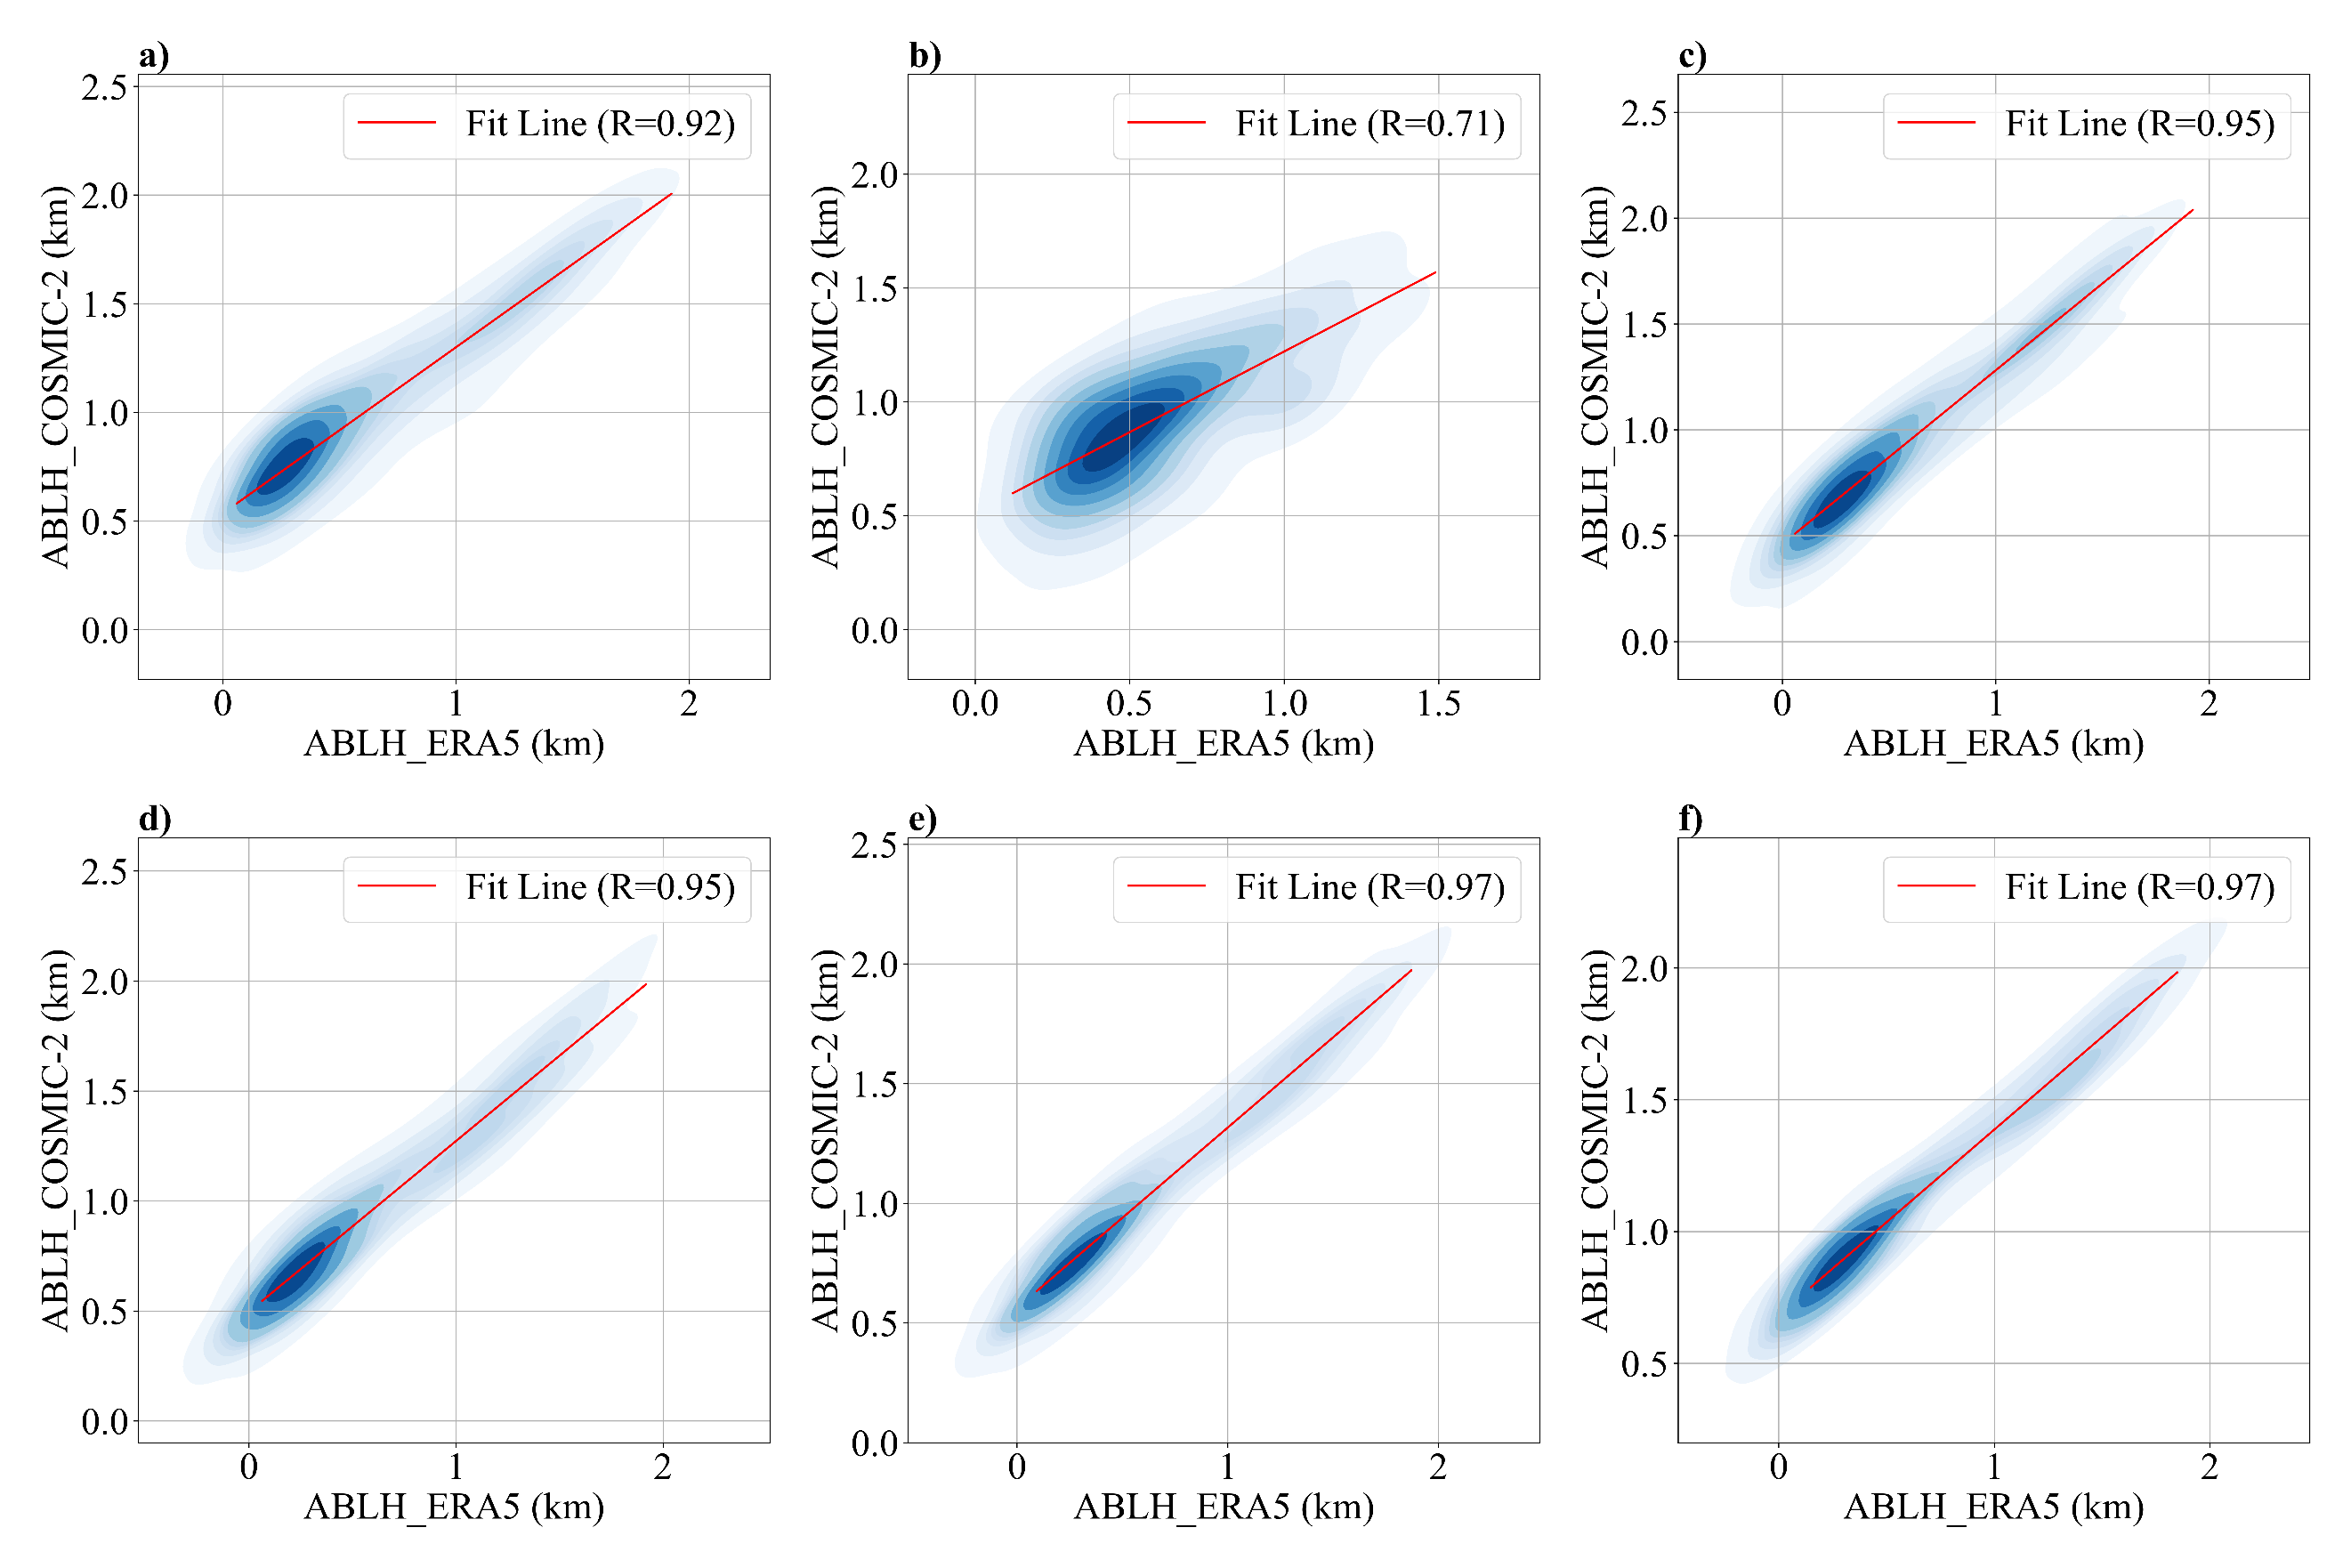 a)
Fit Line (R=0.92)
ABLH_COSMIC-2 (km)
2.5
2.0
1.5
1.0
0.5
0.0
0 1 2
ABLH_ERA5 (km)
b)
Fit Line (R=0.71)
ABLH_COSMIC-2 (km)
2.0
1.5
1.0
0.5
0.0
0.0 0.5 1.0 1.5
ABLH_ERA5 (km)
c)
Fit Line (R=0.95)
ABLH_COSMIC-2 (km)
2.5
2.0
1.5
1.0
0.5
0.0
0 1 2
ABLH_ERA5 (km)
d)
Fit Line (R=0.95)
ABLH_COSMIC-2 (km)
2.5
2.0
1.5
1.0
0.5
0.0
0 1 2
ABLH_ERA5 (km)
e)
Fit Line (R=0.97)
ABLH_COSMIC-2 (km)
2.5
2.0
1.5
1.0
0.5
0.0
0 1 2
ABLH_ERA5 (km)
f)
Fit Line (R=0.97)
ABLH_COSMIC-2 (km)
2.0
1.5
1.0
0.5
0 1 2
ABLH_ERA5 (km)